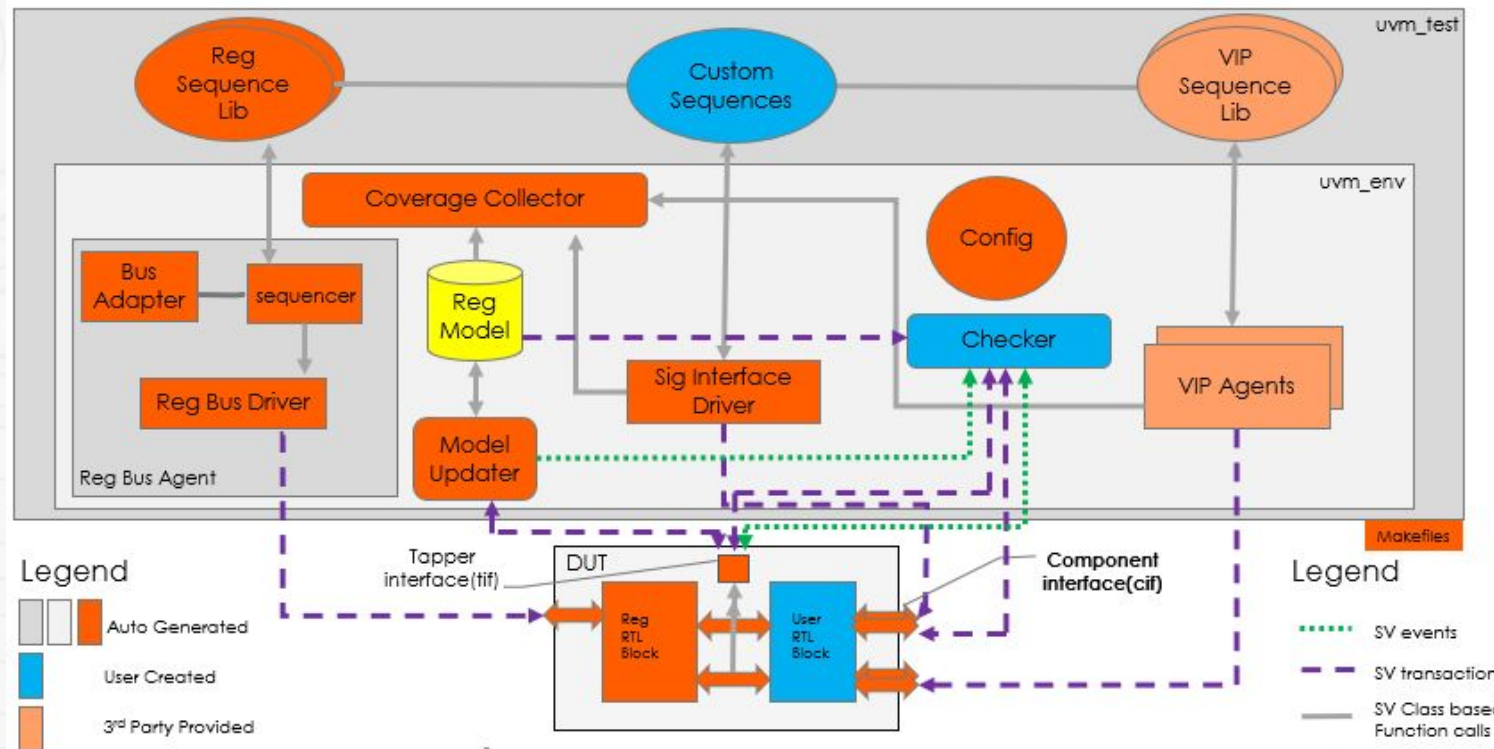 uvm_test
Reg
Sequence
Lib
Custom
Sequences
VIP
Sequence
Lib
uvm_env
Coverage Collector
Config
Bus
Adapter
sequencer
Reg
Model
Checker
Sig Interface
Driver
VIP Agents
Reg Bus Driver
Model
Updater
Reg Bus Agent
Makefiles
Legend
Auto Generated
User Created
3rd Party Provided
Tapper
interface(tif)
DUT
Reg
RTL
Block
User
RTL
Block
Component
interface(cif)
Legend
SV events
SV transaction
SV Class based
Function calls